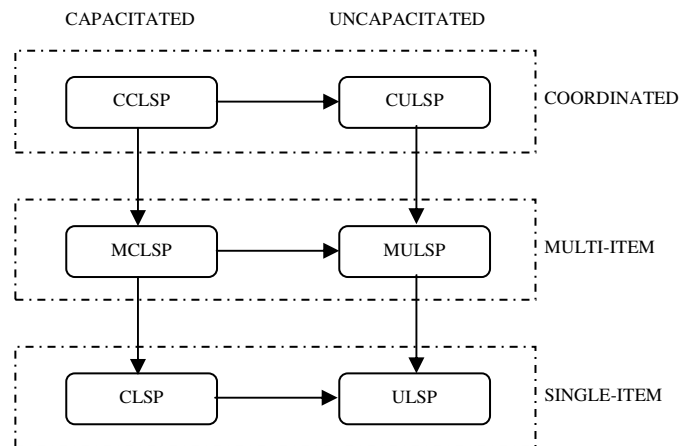 CAPACITATED UNCAPACITATED
CCLSP CULSP COORDINATED
MCLSP MULSP MULTI-ITEM
CLSP ULSP SINGLE-ITEM